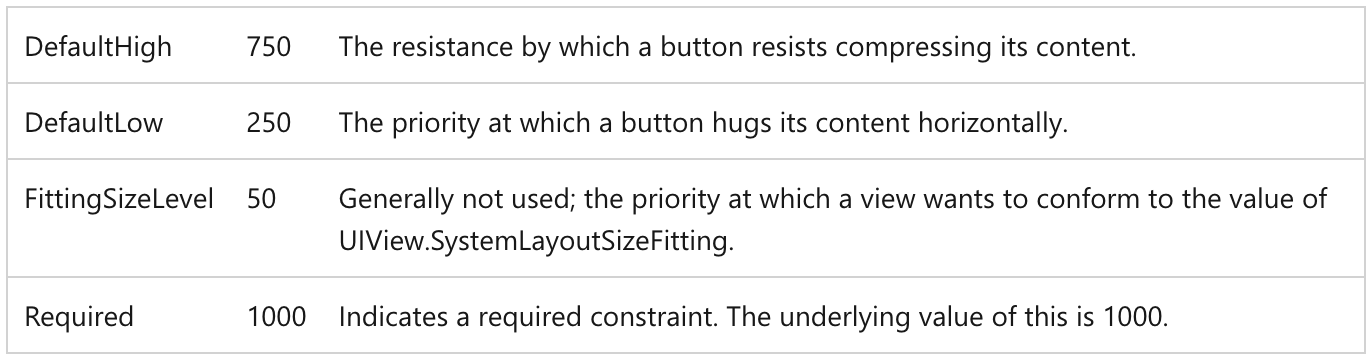 DefaultHigh 750 The resistance by which a button resists compressing its content.
DefaultLow 250 The priority at which a button hugs its content horizontally.
FittingSizeLevel 50 Generally not used; the priority at which a view wants to conform to the value of
UIView.SystemLayoutSizeFitting.
Required 1000 Indicates a required constraint. The underlying value of this is 1000.